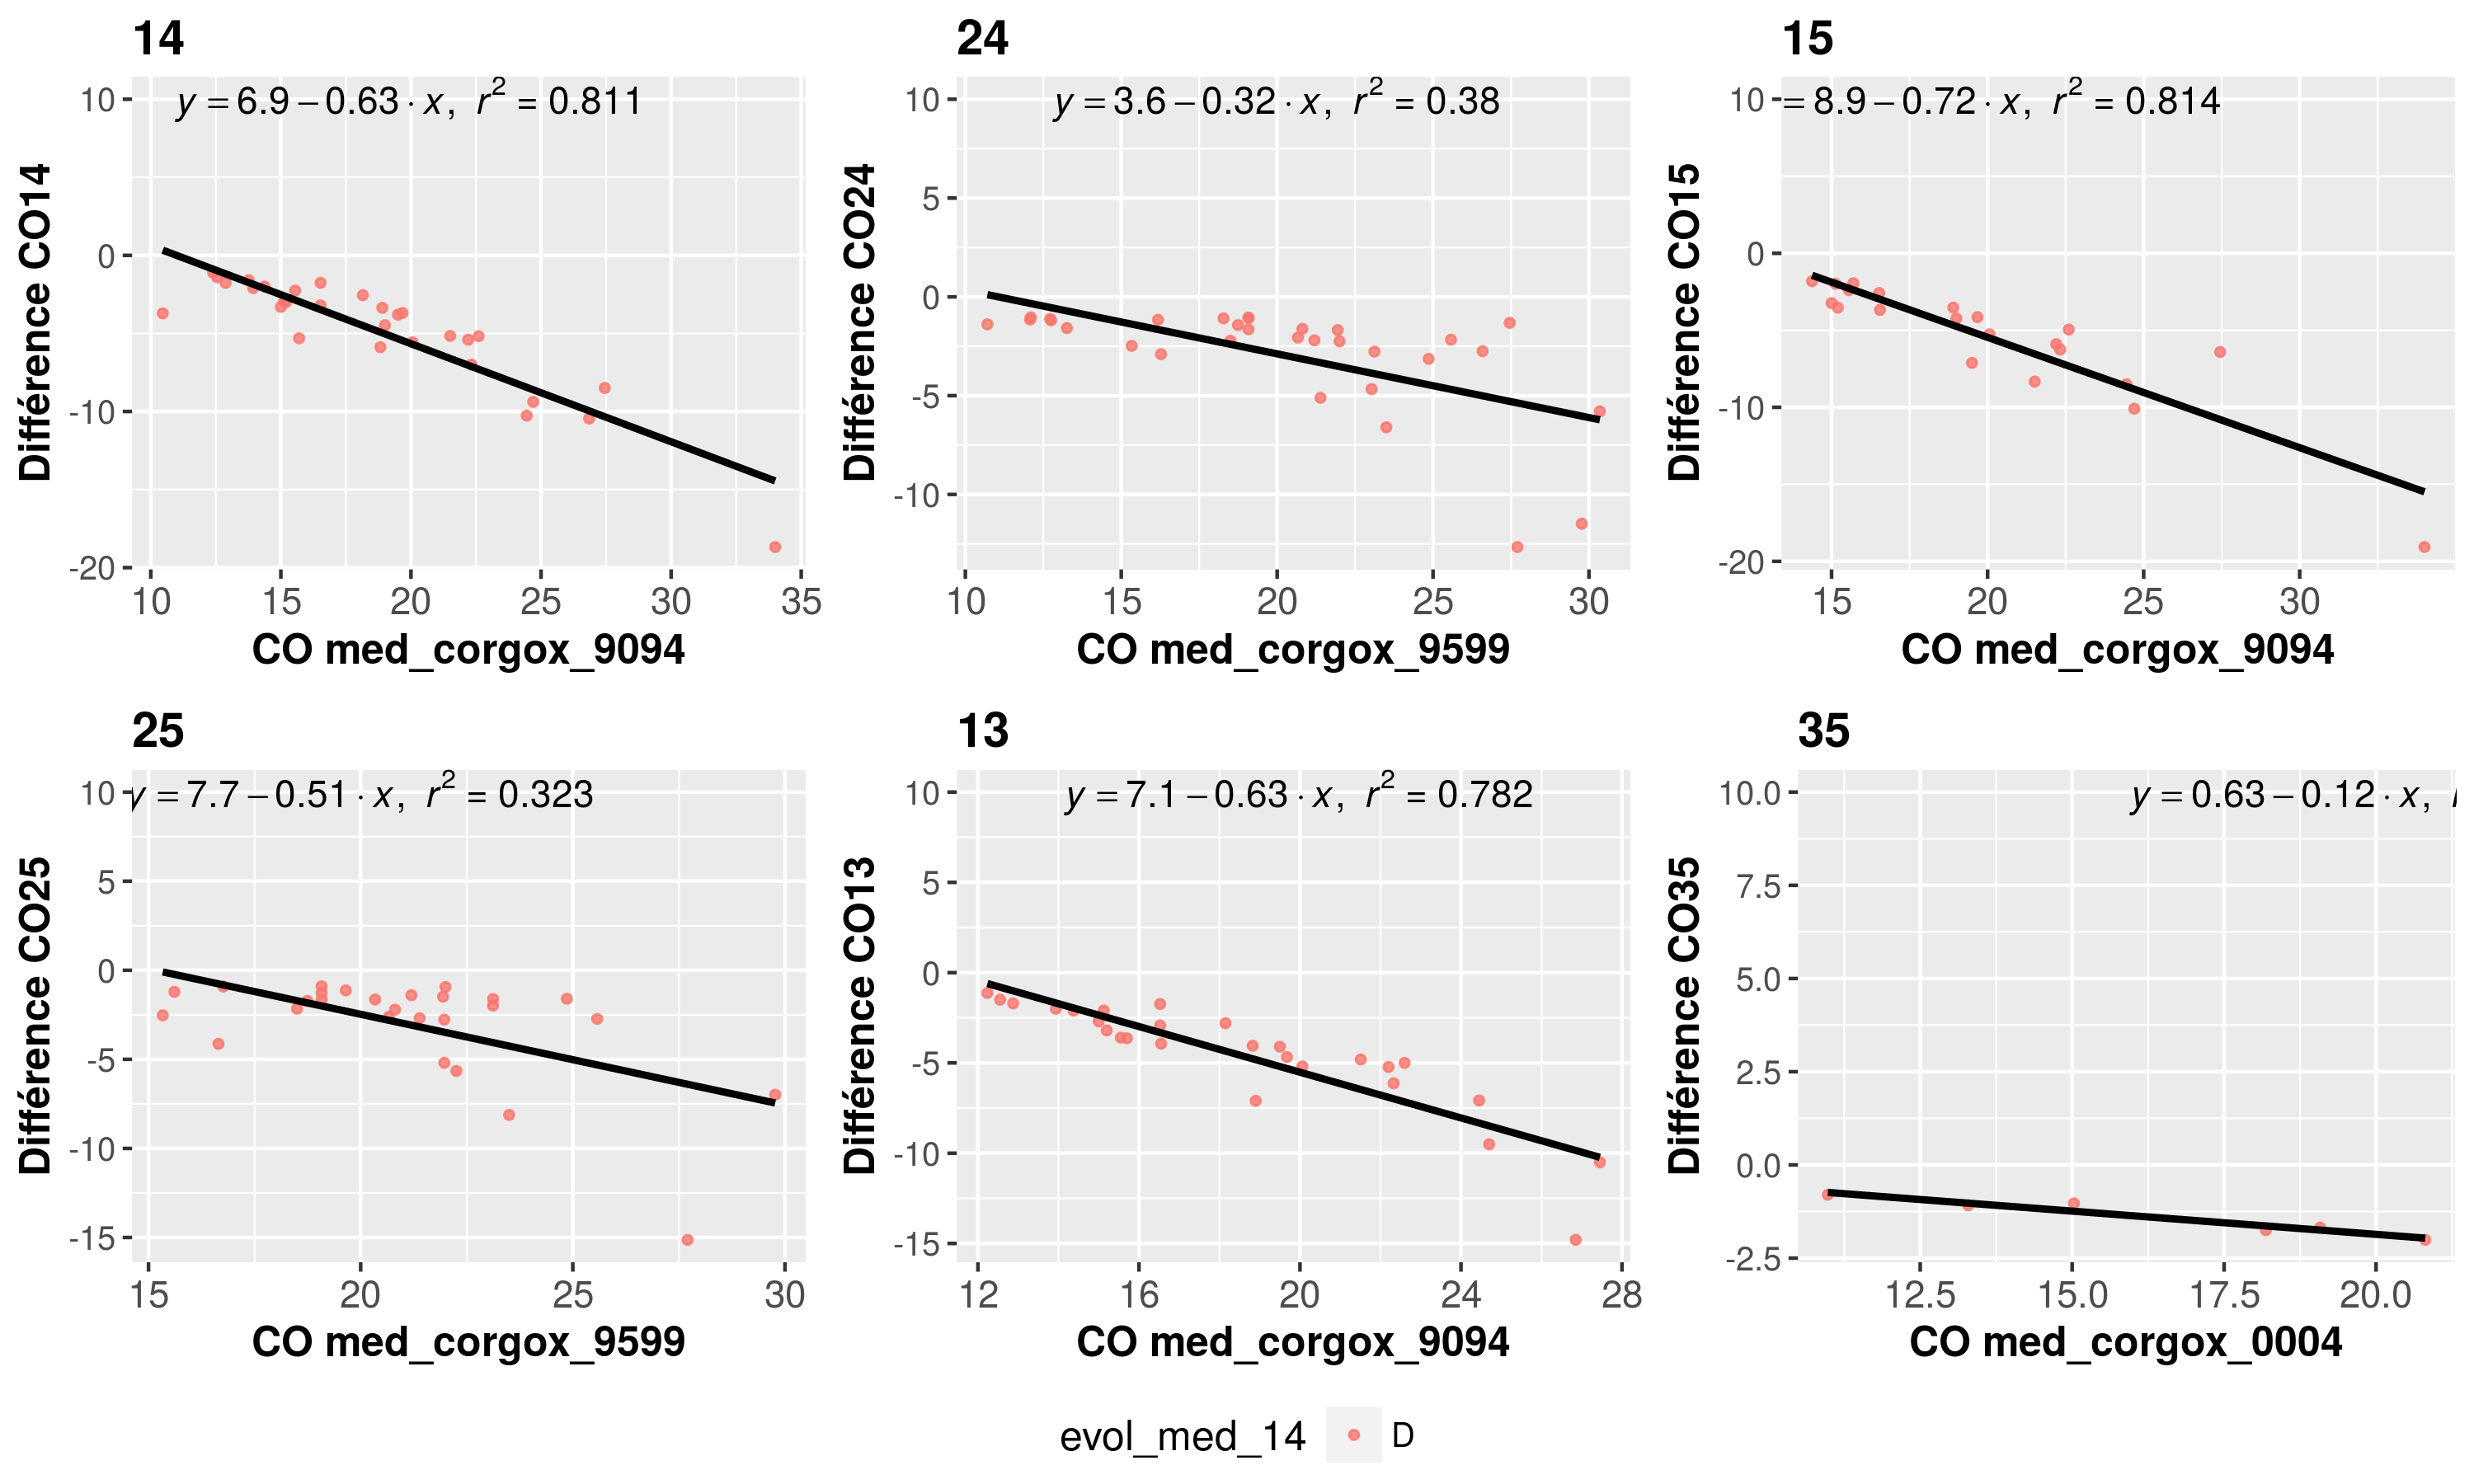 14
y = 6.9 − 0.63 · x, r² = 0.811
10
0
-10
-20
Différence CO14
10 15 20 25 30 35
CO med_corgox_9094
24
y = 3.6 − 0.32 · x, r² = 0.38
10
5
0
-5
-10
Différence CO24
10 15 20 25 30
CO med_corgox_9599
15
= 8.9 − 0.72 · x, r² = 0.814
10
0
-10
-20
Différence CO15
15 20 25 30
CO med_corgox_9094
25
y = 7.7 − 0.51 · x, r² = 0.323
10
5
0
-5
-10
-15
Différence CO25
15 20 25 30
CO med_corgox_9599
13
y = 7.1 − 0.63 · x, r² = 0.782
10
5
0
-5
-10
-15
Différence CO13
12 16 20 24 28
CO med_corgox_9094
35
y = 0.63 − 0.12 · x,
10.0
7.5
5.0
2.5
0.0
-2.5
Différence CO35
12.5 15.0 17.5 20.0
CO med_corgox_0004
evol_med_14 D